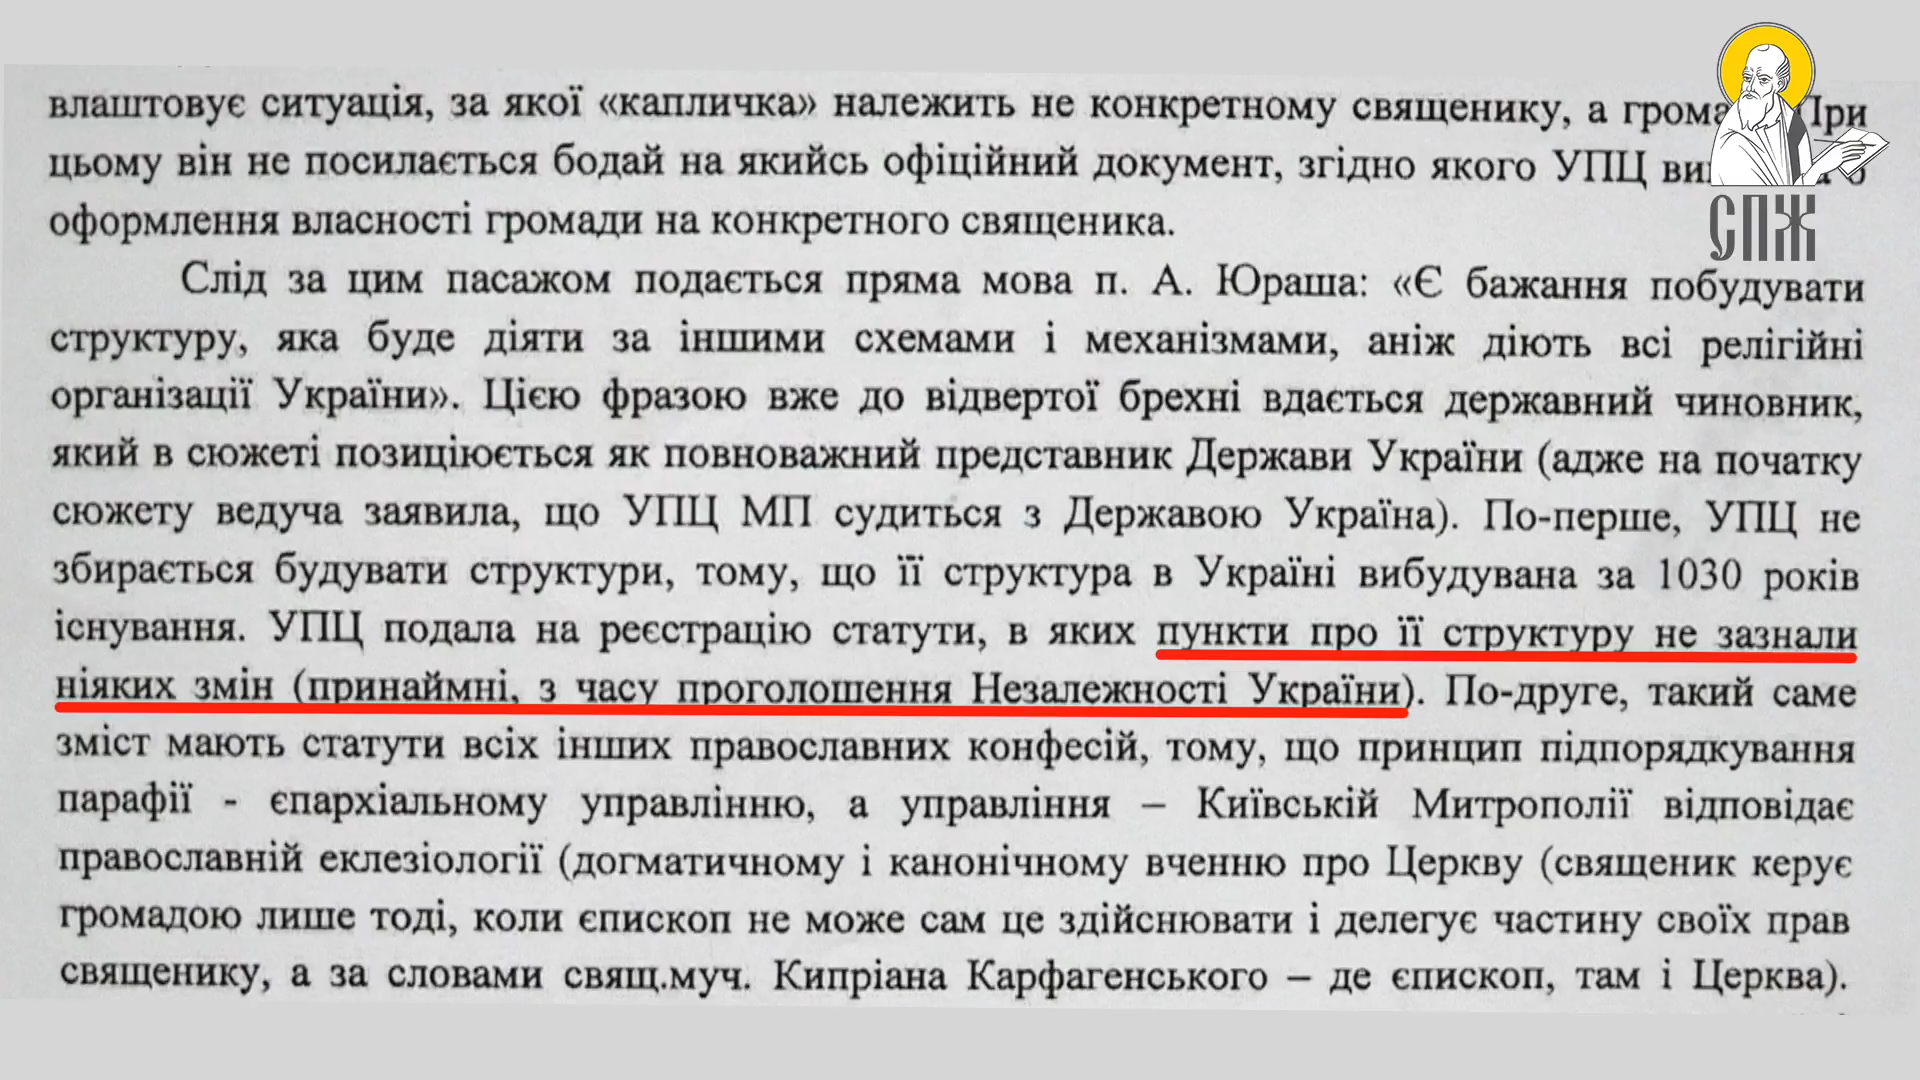 влаштовує ситуація, за якої «капличка» належить не конкретному священику, а При
цьому він не посилається бодай на якийсь офіційний документ, згідно якого УПЦ
оформлення власності громади на конкретного священика.
СПЖ
Слід за цим пасажом подається пряма мова п. А. Юраша: «Є бажання побудувати
структуру, яка буде діяти за іншими схемами і механізмами, аніж діють всі релігійні
організації України». Цією фразою вже до відвертої брехні вдається державний чиновник,
який в сюжеті позиціюється як повноважний представник Держави України (адже на початку
сюжету ведуча заявила, що УПЦ МП судиться з Державою Україна). По-перше, УПЦ не
збирається будувати структури, тому, що її структура в Україні вибудувана за 1030 років
існування. УПЦ подала на реєстрацію статути, в яких пункти про її структуру не зазнали
ніяких змін (принаймні, з часу проголошення Незалежності України). По-друге, такий саме
зміст мають статути всіх інших православних конфесій, тому, що принцип підпорядкування
парафії - єпархіальному управлінню, а управління – Київській Митрополії відповідає
православній еклезіології (догматичному і канонічному вченню про Церкву (священик керує
громадою лише тоді, коли єпископ не може сам це здійснювати і делегує частину своїх прав
священику, а за словами свящ.муч. Кипріана Карфагенського – де єпископ, там і Церква).